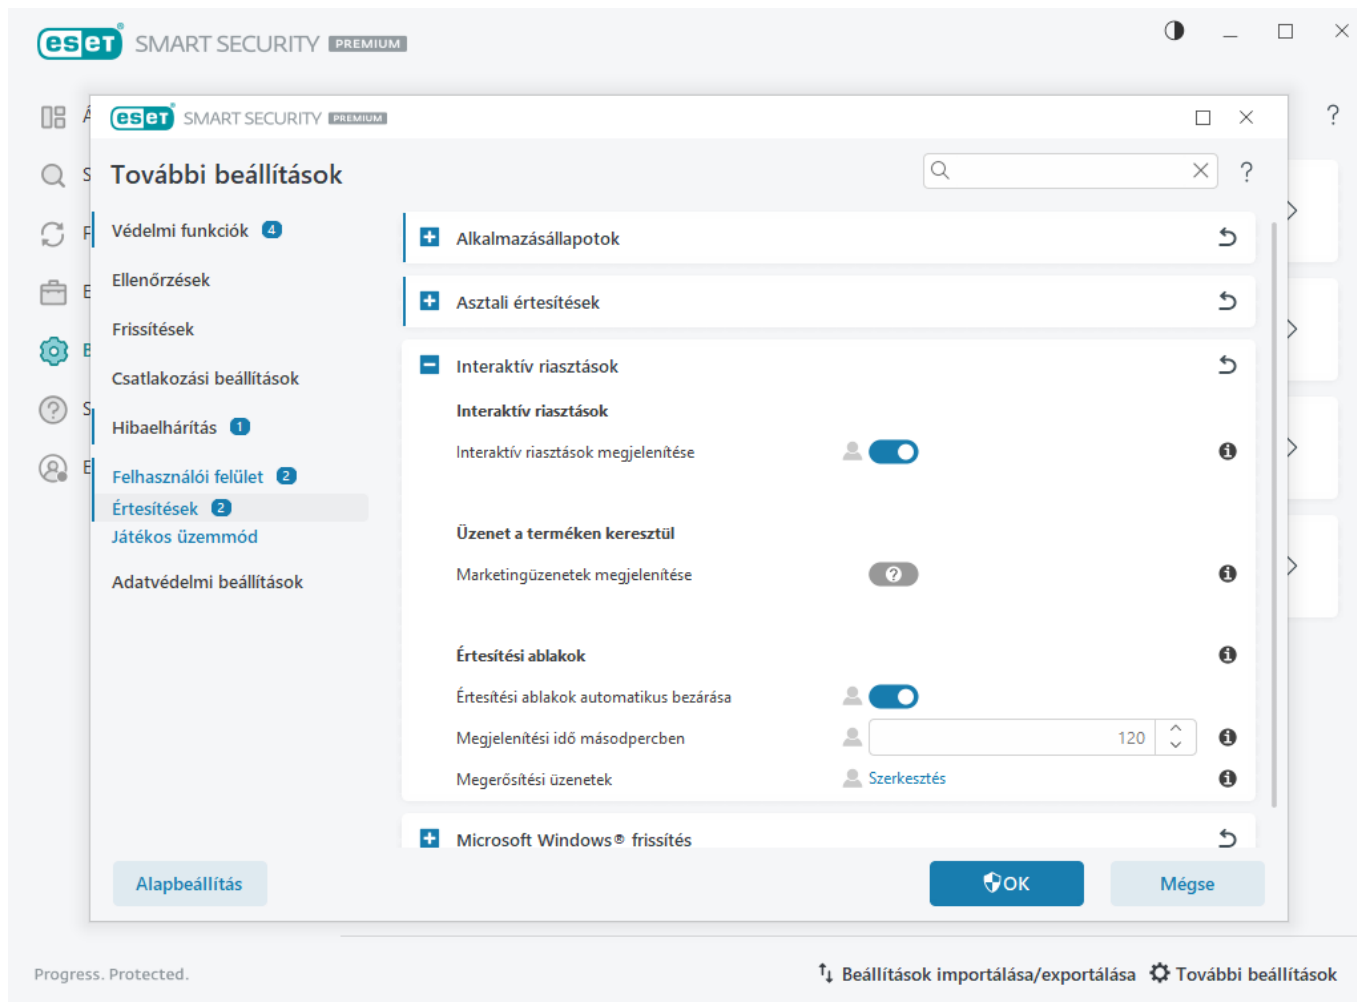 eset SMART SECURITY PREMIUM
eset SMART SECURITY PREMIUM
További beállítások
Védelmi funkciók 4
Ellenőrzések
Frissítések
Csatlakozási beállítások
Hibaelhárítás 1
Felhasználói felület 2
Értesítések 2
Játékos üzemmód
Adatvédelmi beállítások
Alkalmazásállapotok
Asztali értesítések
Interaktív riasztások
Interaktív riasztások
Interaktív riasztások megjelenítése
Üzenet a terméken keresztül
Marketingüzenetek megjelenítése
Értesítési ablakok
Értesítési ablakok automatikus bezárása
Megjelenítési idő másodpercben 120
Megerősítési üzenetek Szerkesztés
Microsoft Windows® frissítés
Alapbeállítás
OK
Mégse
Progress. Protected.
Beállítások importálása/exportálása
További beállítások